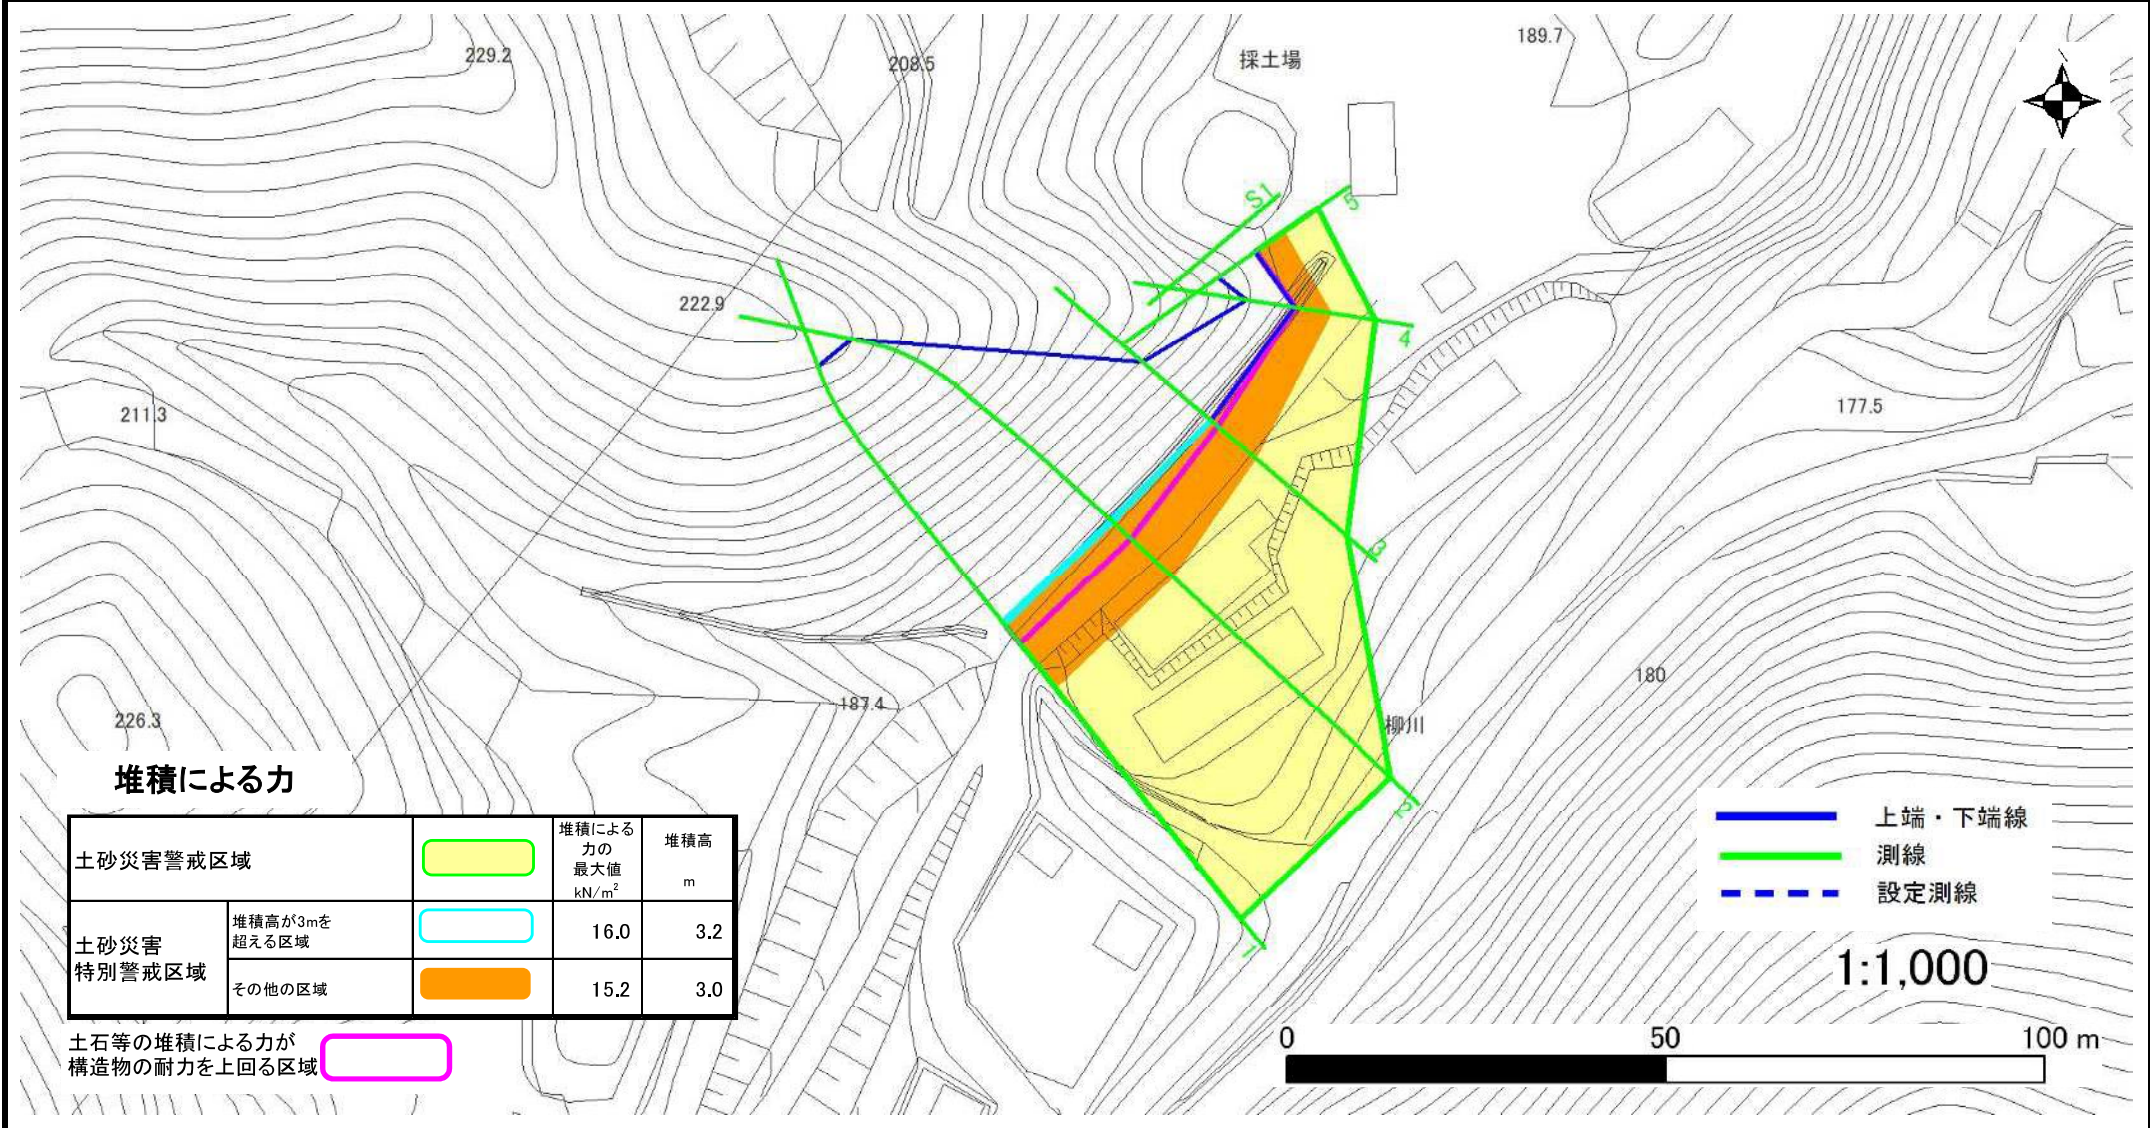 229.2
208.5
採土場
189.7
S1
5
222.9
4
211.3
177.5
3
180
187.4
226.3
柳川
2
1
堆積による力
土砂災害警戒区域
堆積による
力の
最大値
kN/m²
堆積高
m
土砂災害
特別警戒区域
堆積高が3mを
超える区域
16.0
3.2
その他の区域
15.2
3.0
土石等の堆積による力が
構造物の耐力を上回る区域
上端・下端線
測線
設定測線
1:1,000
0
50
100 m